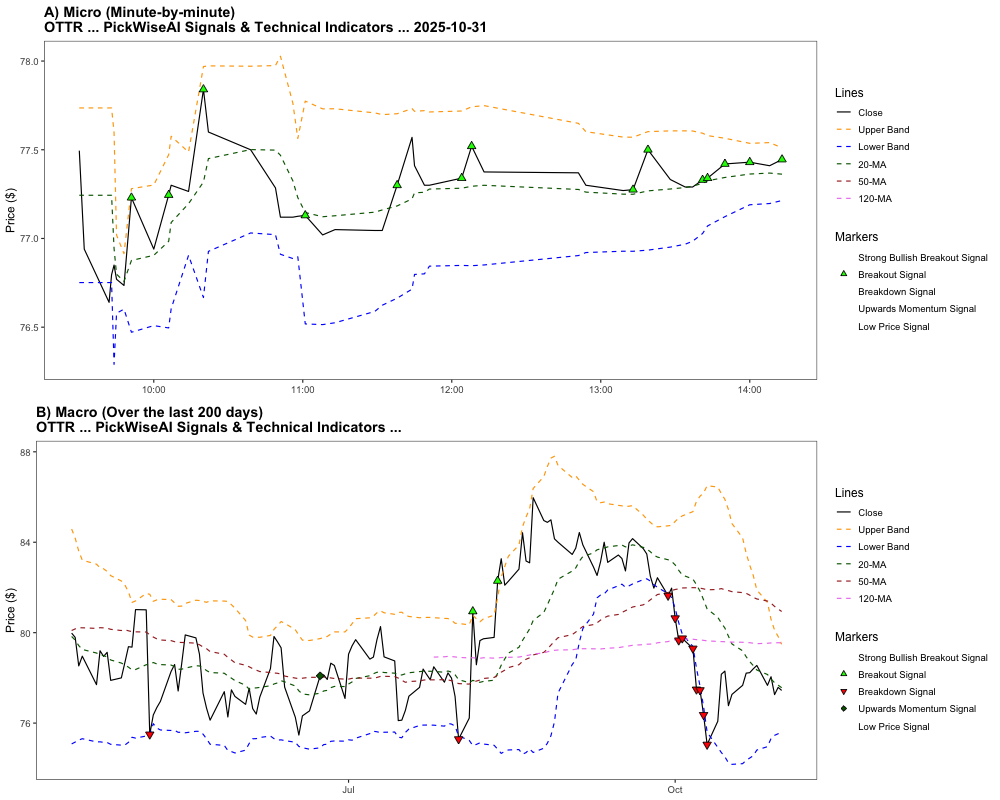 A) Micro (Minute-by-minute)
OTTR ... PickWiseAI Signals & Technical Indicators ... 2025-10-31
Price ($)
78.0
77.5
77.0
76.5
10:00
11:00
12:00
13:00
14:00
Lines
Close
Upper Band
Lower Band
20-MA
50-MA
120-MA
Markers
Strong Bullish Breakout Signal
Breakout Signal
Breakdown Signal
Upwards Momentum Signal
Low Price Signal
B) Macro (Over the last 200 days)
OTTR ... PickWiseAI Signals & Technical Indicators ...
Price ($)
88
84
80
76
Jul
Oct
Lines
Close
Upper Band
Lower Band
20-MA
50-MA
120-MA
Markers
Strong Bullish Breakout Signal
Breakout Signal
Breakdown Signal
Upwards Momentum Signal
Low Price Signal